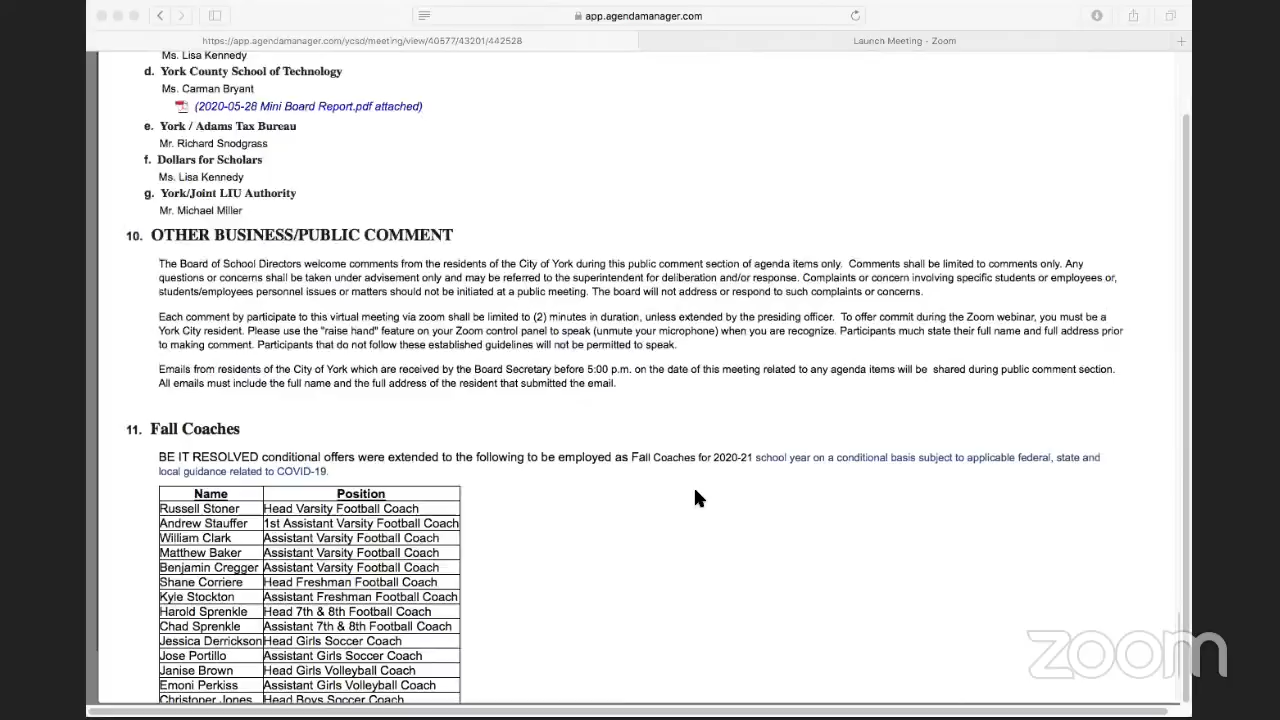 app.agendamanager.com
https://app.agendamanager.com/ycsd/meeting/view/40577/43201/442528
Launch Meeting - Zoom
Ms. Lisa Kennedy
d. York County School of Technology
Ms. Carman Bryant
(2020-05-28 Mini Board Report.pdf attached)
e. York / Adams Tax Bureau
Mr. Richard Snodgrass
f. Dollars for Scholars
Ms. Lisa Kennedy
g. York/Joint LIU Authority
Mr. Michael Miller
10. OTHER BUSINESS/PUBLIC COMMENT
The Board of School Directors welcome comments from the residents of the City of York during this public comment section of agenda items only. Comments shall be limited to comments only. Any
questions or concerns shall be taken under advisement only and may be referred to the superintendent for deliberation and/or response. Complaints or concern involving specific students or employees or,
students/employees personnel issues or matters should not be initiated at a public meeting. The board will not address or respond to such complaints or concerns.
Each comment by participate to this virtual meeting via zoom shall be limited to (2) minutes in duration, unless extended by the presiding officer. To offer commit during the Zoom webinar, you must be a
York City resident. Please use the "raise hand" feature on your Zoom control panel to speak (unmute your microphone) when you are recognize. Participants much state their full name and full address prior
to making comment. Participants that do not follow these established guidelines will not be permitted to speak.
Emails from residents of the City of York which are received by the Board Secretary before 5:00 p.m. on the date of this meeting related to any agenda items will be shared during public comment section.
All emails must include the full name and the full address of the resident that submitted the email.
11. Fall Coaches
BE IT RESOLVED conditional offers were extended to the following to be employed as Fall Coaches for 2020-21 school year on a conditional basis subject to applicable federal, state and
local guidance related to COVID-19.
Name Position
Russell Stoner Head Varsity Football Coach
Andrew Stauffer 1st Assistant Varsity Football Coach
William Clark Assistant Varsity Football Coach
Matthew Baker Assistant Varsity Football Coach
Benjamin Cregger Assistant Varsity Football Coach
Shane Corriere Head Freshman Football Coach
Kyle Stockton Assistant Freshman Football Coach
Harold Sprenkle Head 7th & 8th Football Coach
Chad Sprenkle Assistant 7th & 8th Football Coach
Jessica Derrickson Head Girls Soccer Coach
Jose Portillo Assistant Girls Soccer Coach
Janise Brown Head Girls Volleyball Coach
Emoni Perkiss Assistant Girls Volleyball Coach
Christoper Jones Head Boys Soccer Coach
zoom